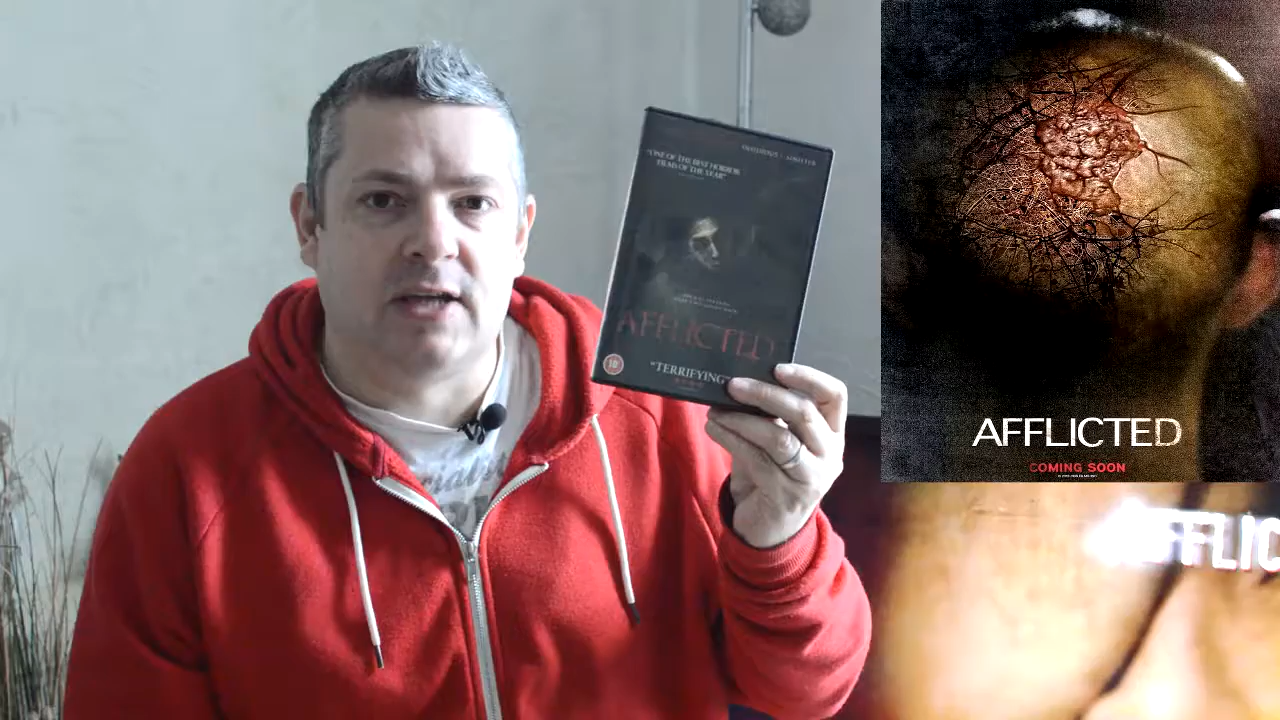 "ONE OF THE BEST HORROR
FILMS OF THE YEAR"
AFFLICTED
18
"TERRIFYING"
AFFLICTED
COMING SOON
AFFLIC